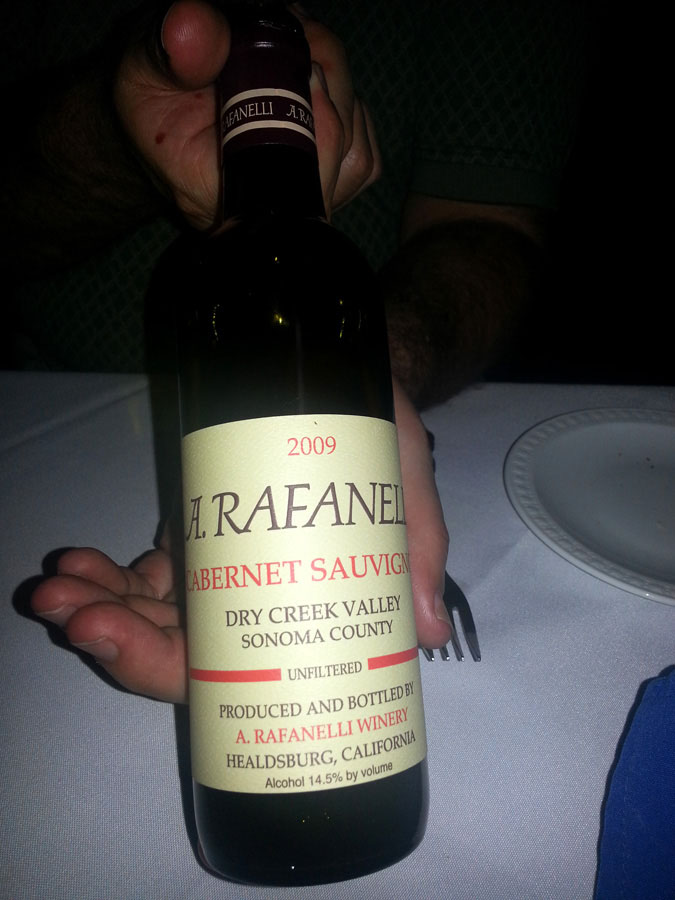 RAFANELLI A.RA
2009
A. RAFANELL
CABERNET SAUVIGN
DRY CREEK VALLEY
SONOMA COUNTY
UNFILTERED
PRODUCED AND BOTTLED BY
A. RAFANELLI WINERY
HEALDSBURG, CALIFORNIA
Alcohol 14.5% by volume